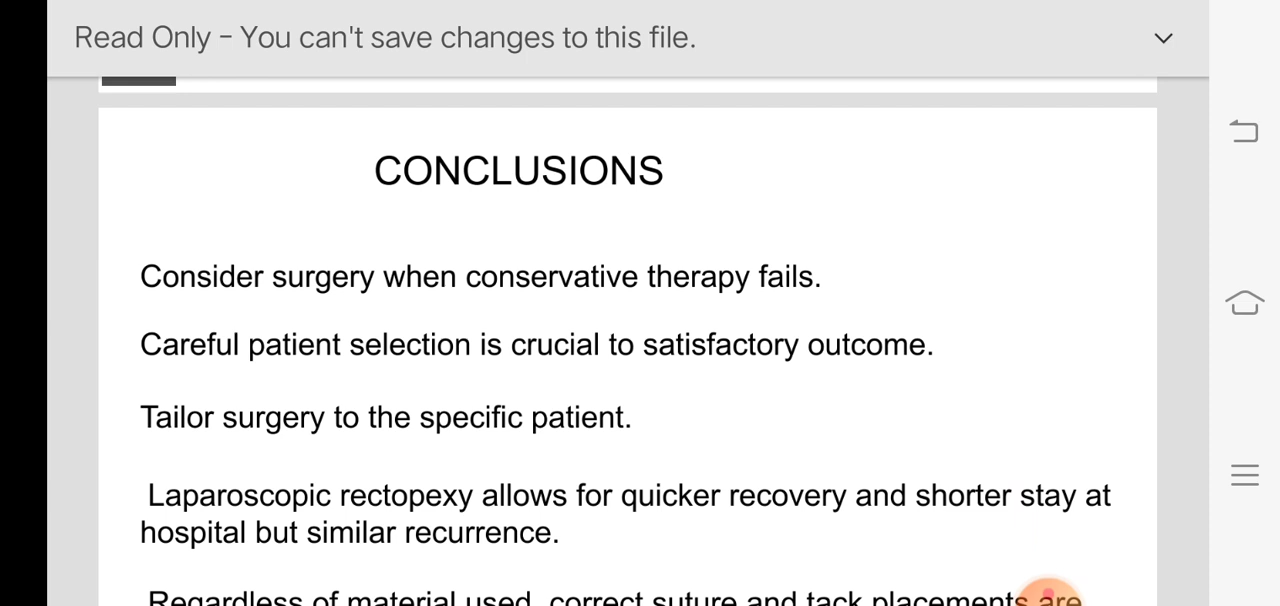 Read Only - You can't save changes to this file.
CONCLUSIONS
Consider surgery when conservative therapy fails.
Careful patient selection is crucial to satisfactory outcome.
Tailor surgery to the specific patient.
Laparoscopic rectopexy allows for quicker recovery and shorter stay at
hospital but similar recurrence.
Regardless of material used, correct suture and tack placements are